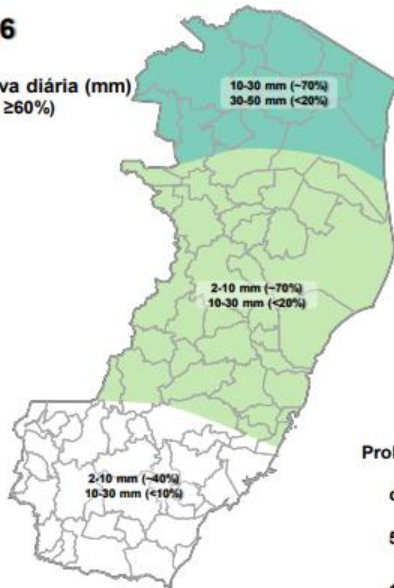 6
va diária (mm)
≥60%)
10-30 mm (~70%)
30-50 mm (<20%)
2-10 mm (~70%)
10-30 mm (<20%)
2-10 mm (~40%)
10-30 mm (<10%)
Prol
5